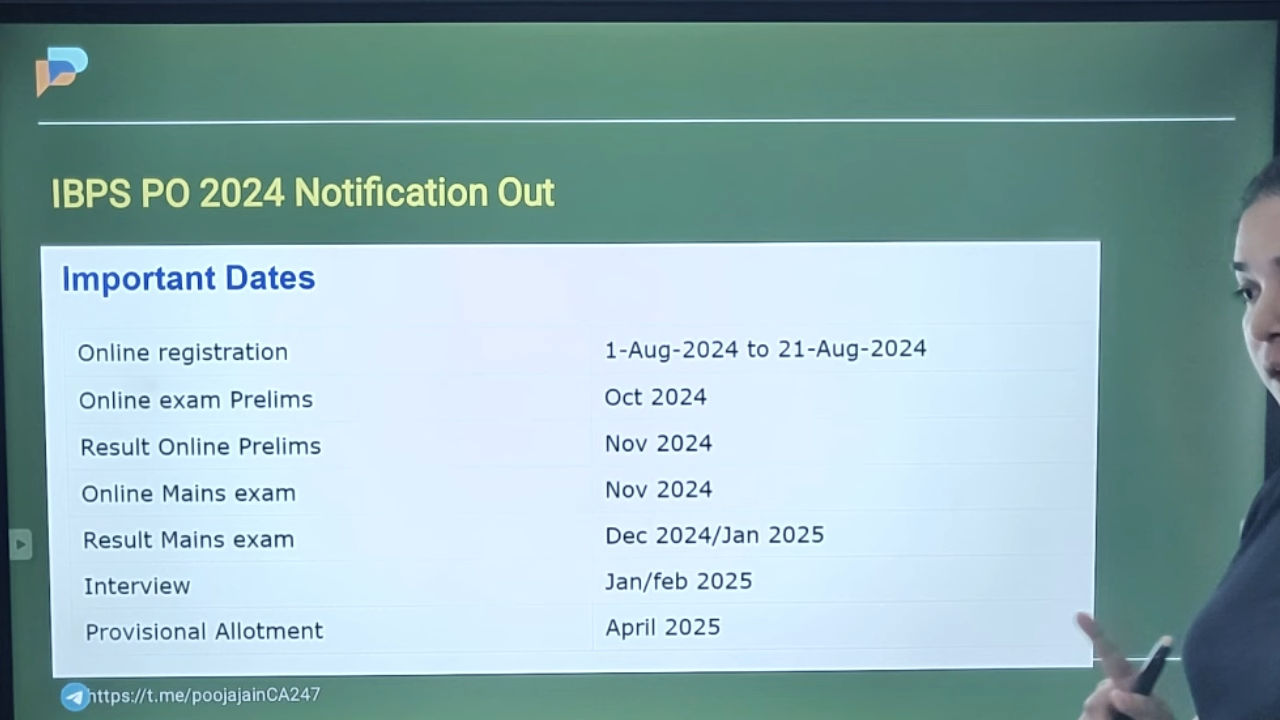 IBPS PO 2024 Notification Out
Important Dates
Online registration 1-Aug-2024 to 21-Aug-2024
Online exam Prelims Oct 2024
Result Online Prelims Nov 2024
Online Mains exam Nov 2024
Result Mains exam Dec 2024/Jan 2025
Interview Jan/feb 2025
Provisional Allotment April 2025
https://t.me/poojajainCA247